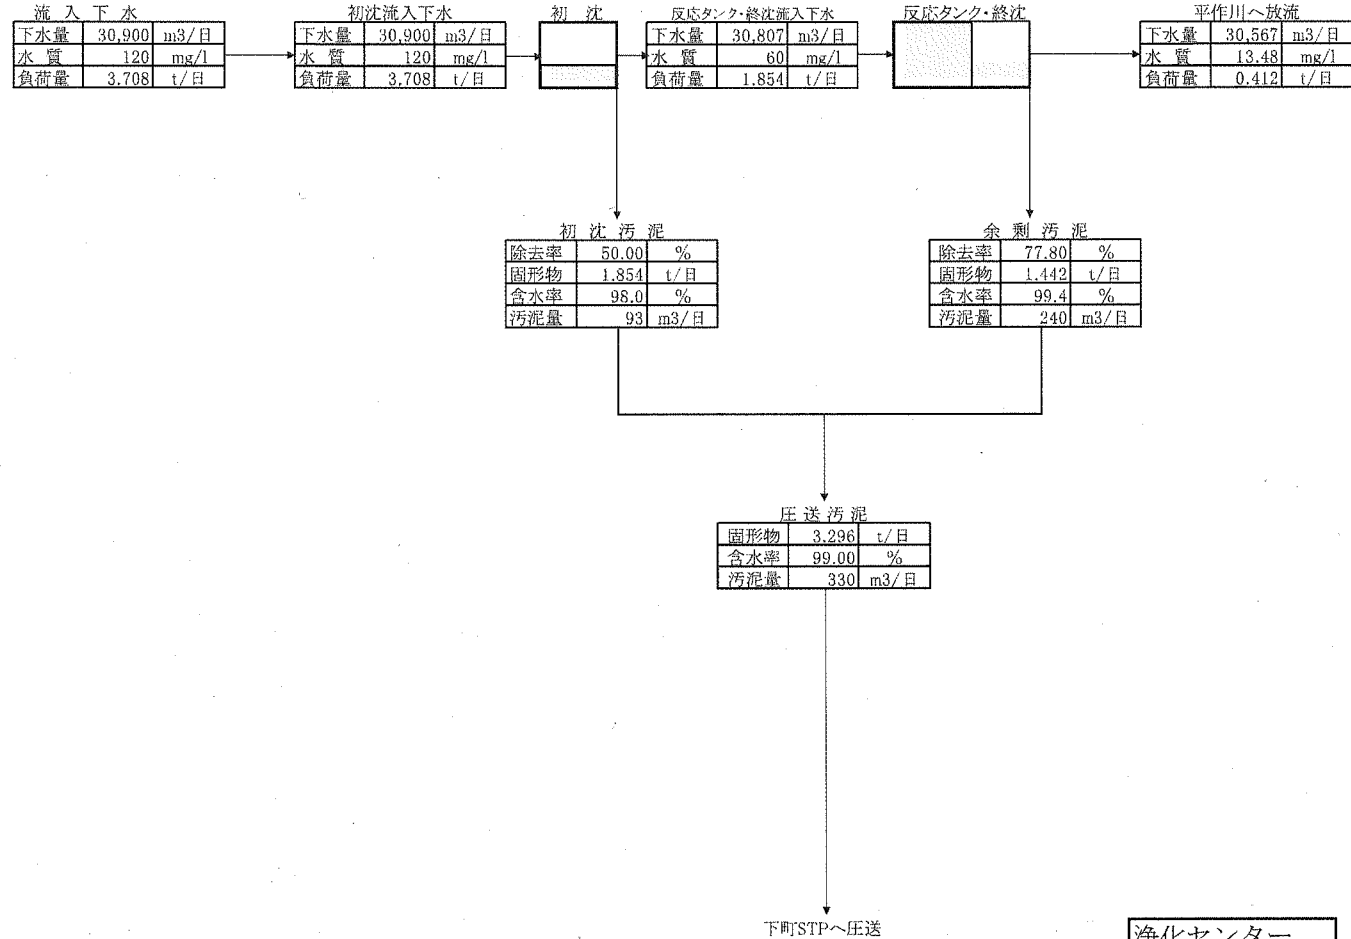 流入下水
下水量 30,900 m3/日
水質 120 mg/l
負荷量 3.708 t/日
初沈流入下水
下水量 30,900 m3/日
水質 120 mg/l
負荷量 3.708 t/日
初沈
反応タンク・終沈流入下水
下水量 30,807 m3/日
水質 60 mg/l
負荷量 1.854 t/日
反応タンク・終沈
平作川へ放流
下水量 30,567 m3/日
水質 13.48 mg/l
負荷量 0.412 t/日
初沈汚泥
除去率 50.00 %
固形物 1.854 t/日
含水率 98.0 %
汚泥量 93 m3/日
余剰汚泥
除去率 77.80 %
固形物 1.442 t/日
含水率 99.4 %
汚泥量 240 m3/日
圧送汚泥
固形物 3.296 t/日
含水率 99.00 %
汚泥量 330 m3/日
下町STPへ圧送
浄化センター